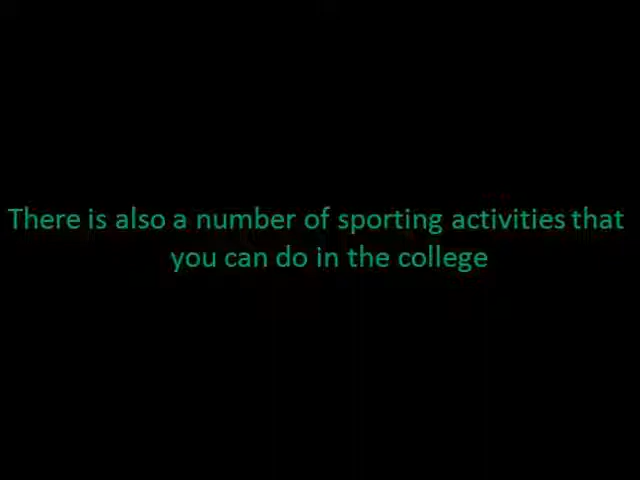 There is also a number of sporting activities that
you can do in the college